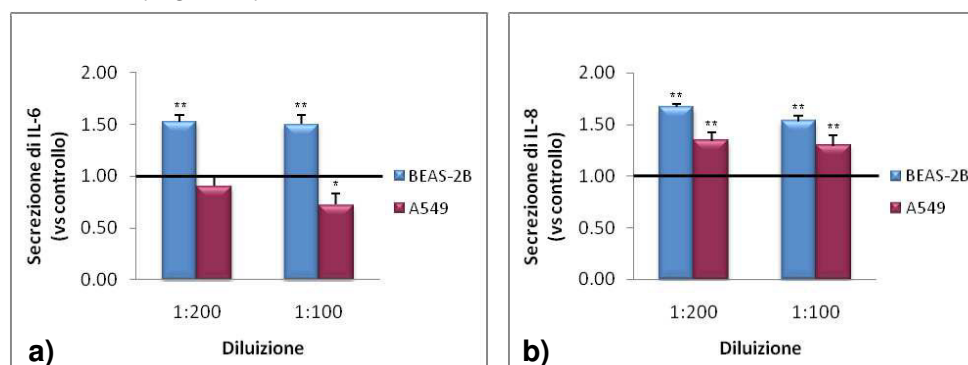 Secrezioone di IL-6
(vs controllo)
2.00
1.50
1.00
0.50
0.00
**
**
*
BEAS-2B
A549
1:200
1:100
Diluizione
a)
Secrezione di IL-8
(vs controllo)
2.00
1.50
1.00
0.50
0.00
**
**
**
**
BEAS-2B
A549
1:200
1:100
Diluizione
b)